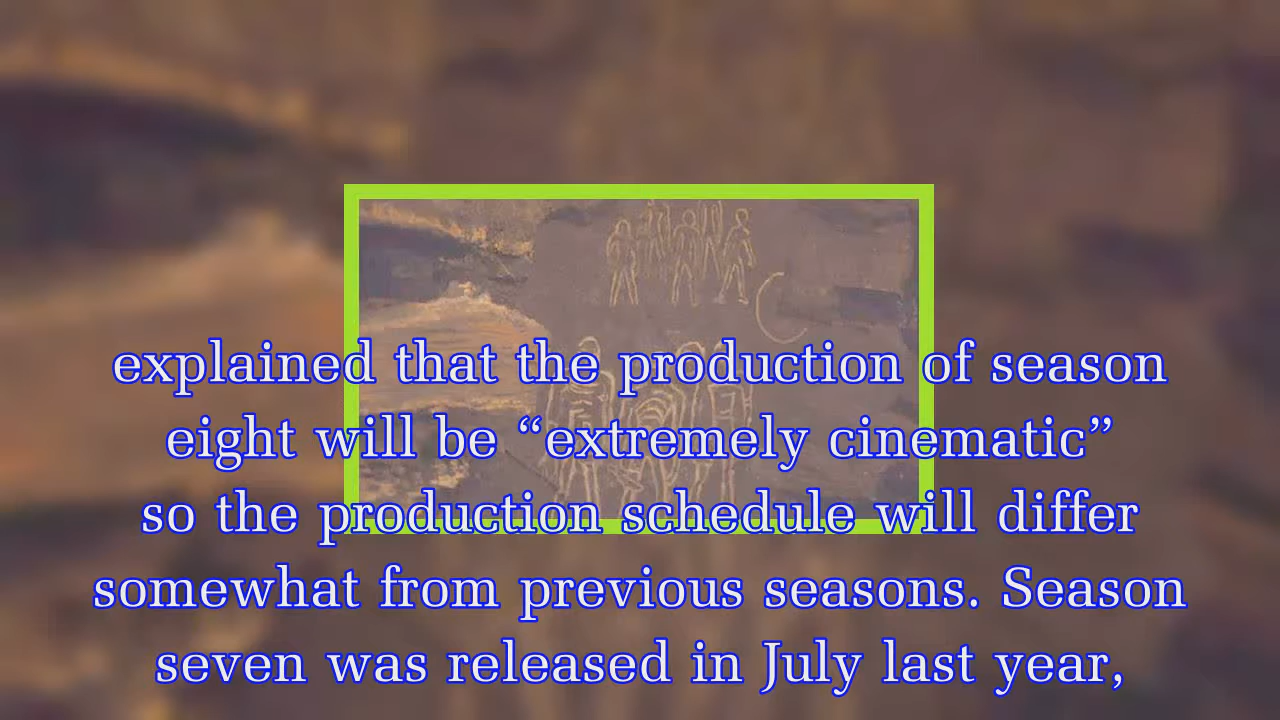 explained that the production of season
eight will be “extremely cinematic”
so the production schedule will differ
somewhat from previous seasons. Season
seven was released in July last year,